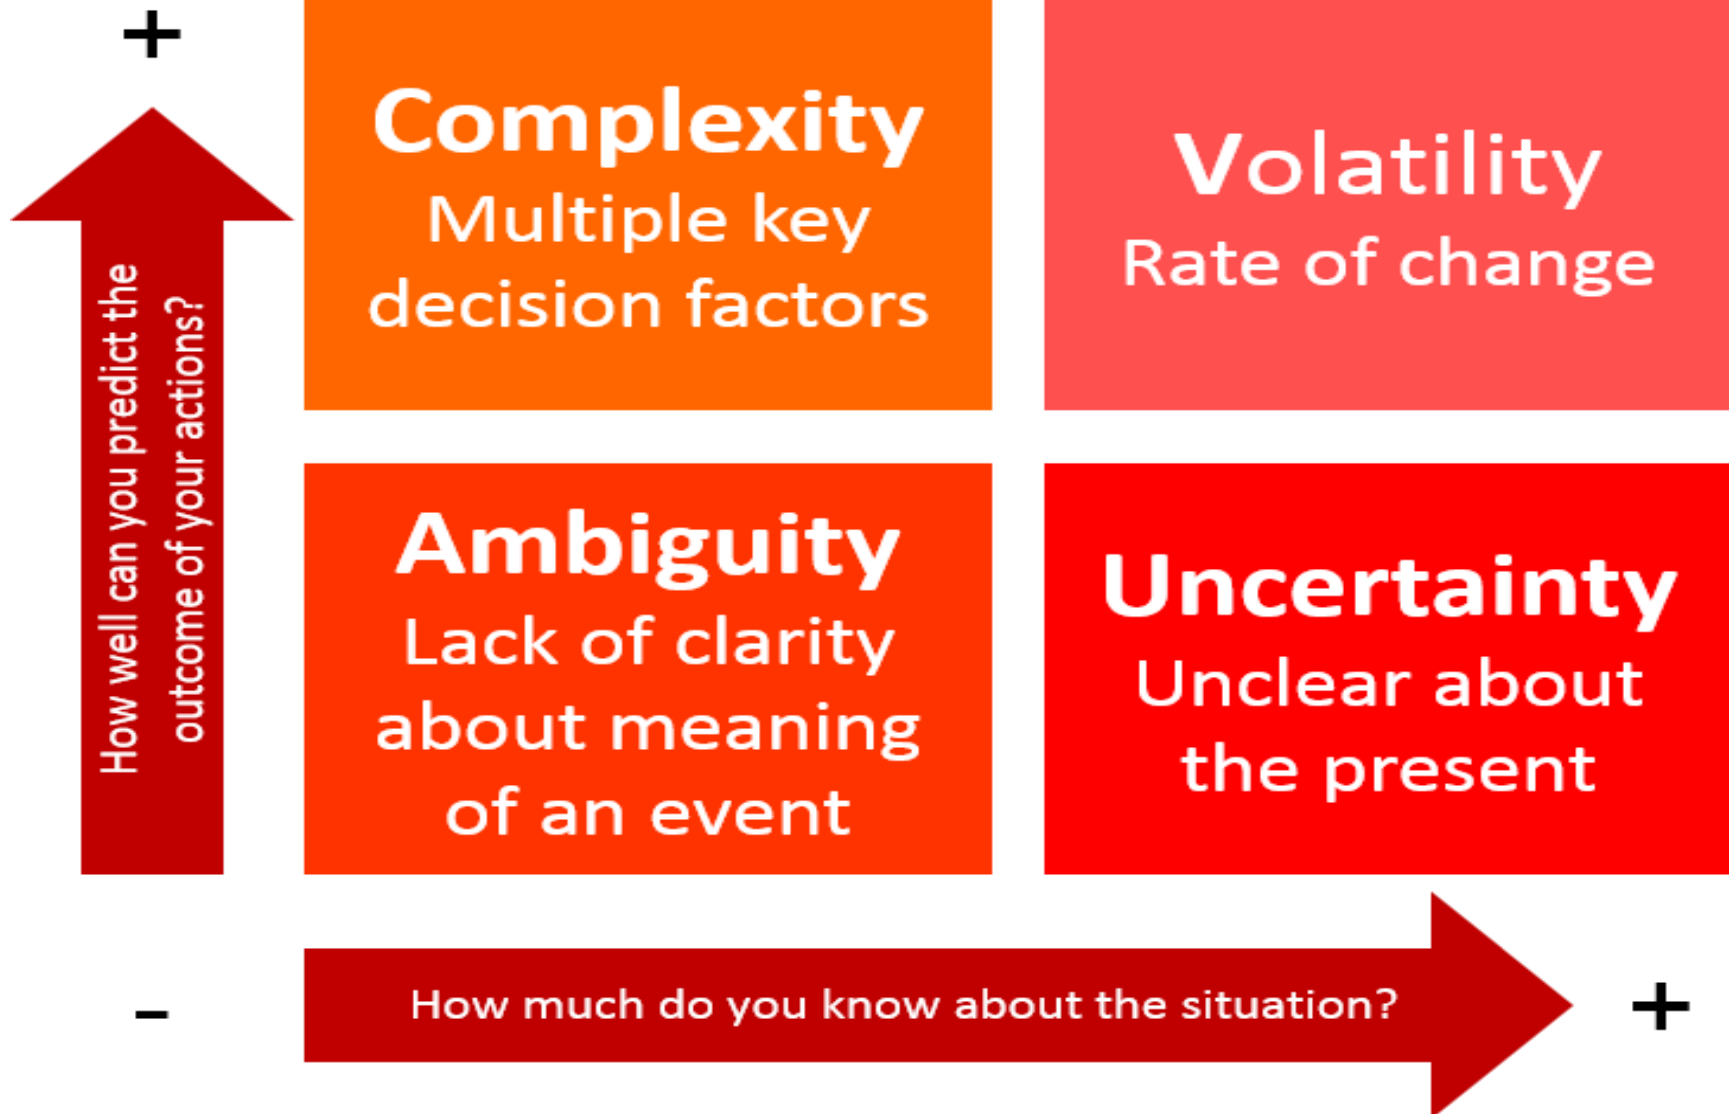 +
Complexity
Multiple key
decision factors
Volatility
Rate of change
How well can you predict the
outcome of your actions?
Ambiguity
Lack of clarity
about meaning
of an event
Uncertainty
Unclear about
the present
-
How much do you know about the situation?
+